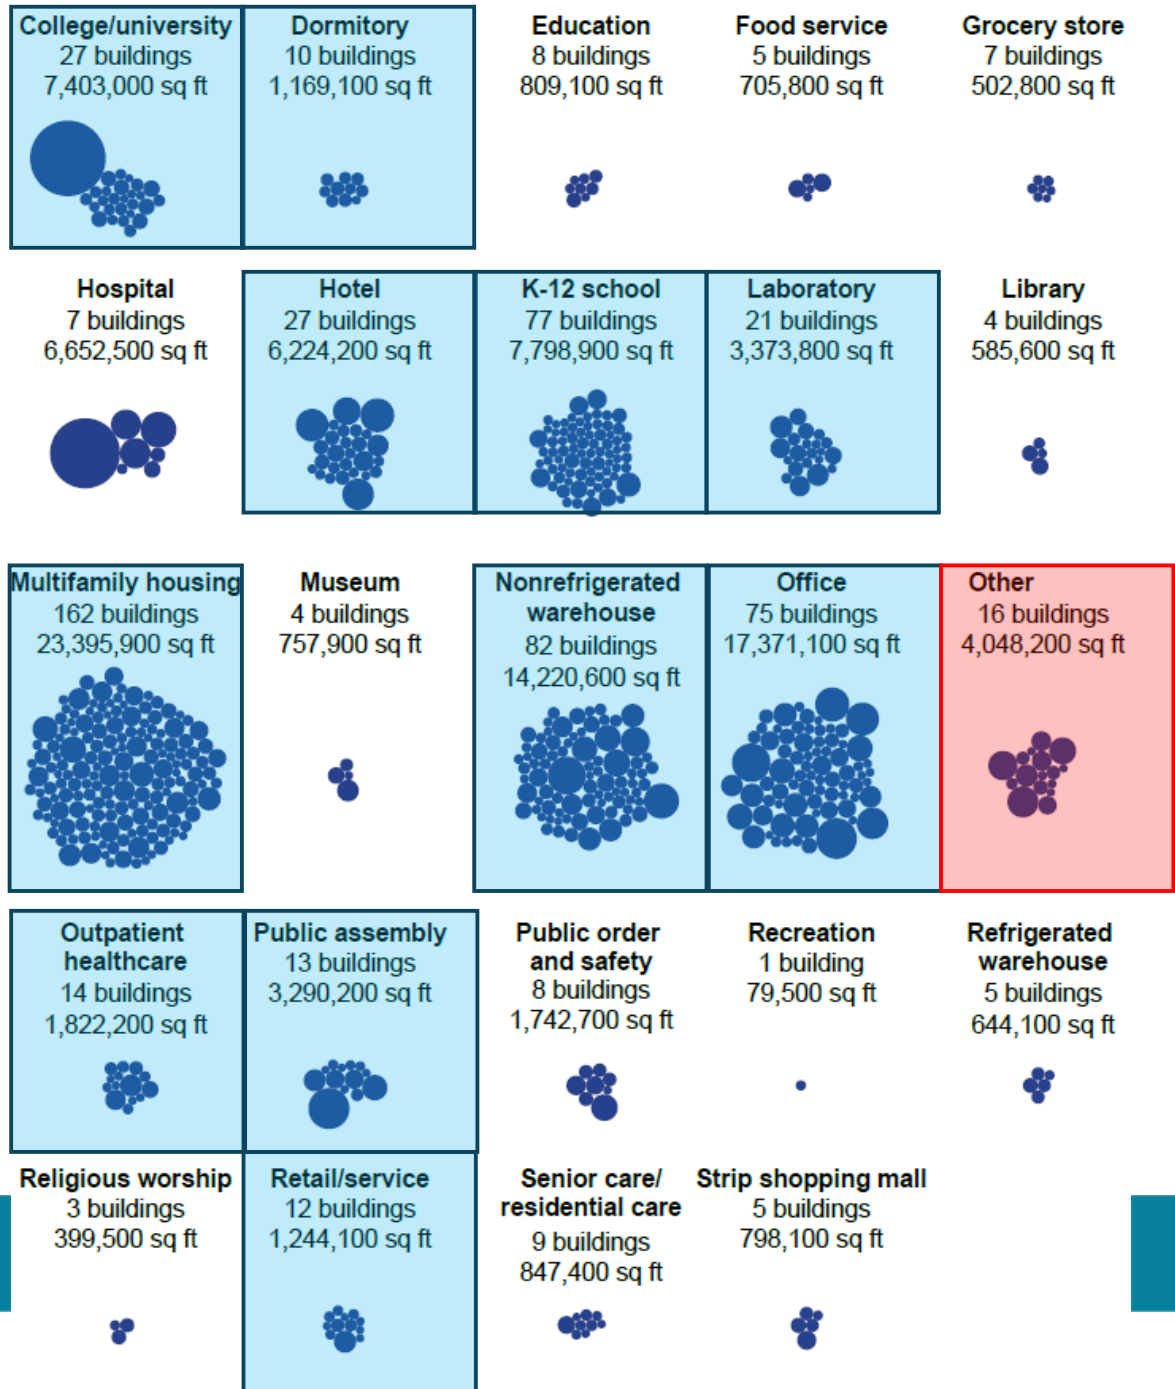 College/university
27 buildings
7,403,000 sq ft
Dormitory
10 buildings
1,169,100 sq ft
Education
8 buildings
809,100 sq ft
Food service
5 buildings
705,800 sq ft
Grocery store
7 buildings
502,800 sq ft
Hospital
7 buildings
6,652,500 sq ft
Hotel
27 buildings
6,224,200 sq ft
K-12 school
77 buildings
7,798,900 sq ft
Laboratory
21 buildings
3,373,800 sq ft
Library
4 buildings
585,600 sq ft
Multifamily housing
162 buildings
23,395,900 sq ft
Museum
4 buildings
757,900 sq ft
Nonrefrigerated
warehouse
82 buildings
14,220,600 sq ft
Office
75 buildings
17,371,100 sq ft
Other
16 buildings
4,048,200 sq ft
Outpatient
healthcare
14 buildings
1,822,200 sq ft
Public assembly
13 buildings
3,290,200 sq ft
Public order
and safety
8 buildings
1,742,700 sq ft
Recreation
1 building
79,500 sq ft
Refrigerated
warehouse
5 buildings
644,100 sq ft
Religious worship
3 buildings
399,500 sq ft
Retail/service
12 buildings
1,244,100 sq ft
Senior care/
residential care
9 buildings
847,400 sq ft
Strip shopping mall
5 buildings
798,100 sq ft